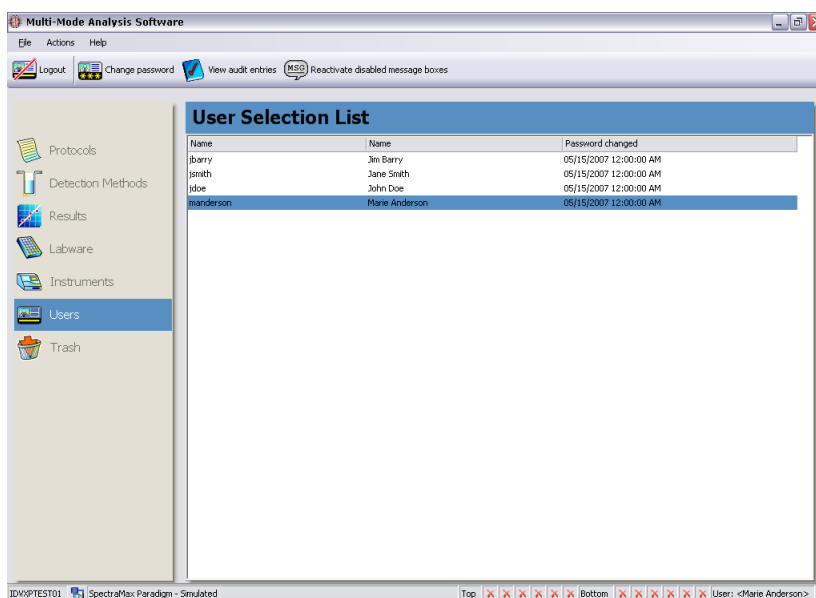 Multi-Mode Analysis Software
File Actions Help
Logout Change password View audit entries MSG Reactivate disabled message boxes
User Selection List
Name Name Password changed
jbarry Jim Barry 05/15/2007 12:00:00 AM
jsmith Jane Smith 05/15/2007 12:00:00 AM
jdoe John Doe 05/15/2007 12:00:00 AM
manderson Marie Anderson 05/15/2007 12:00:00 AM
Protocols
Detection Methods
Results
Labware
Instruments
Users
Trash
IDVXPTEST01 SpectraMax Paradigm - Simulated Top Bottom User: <Marie Anderson>